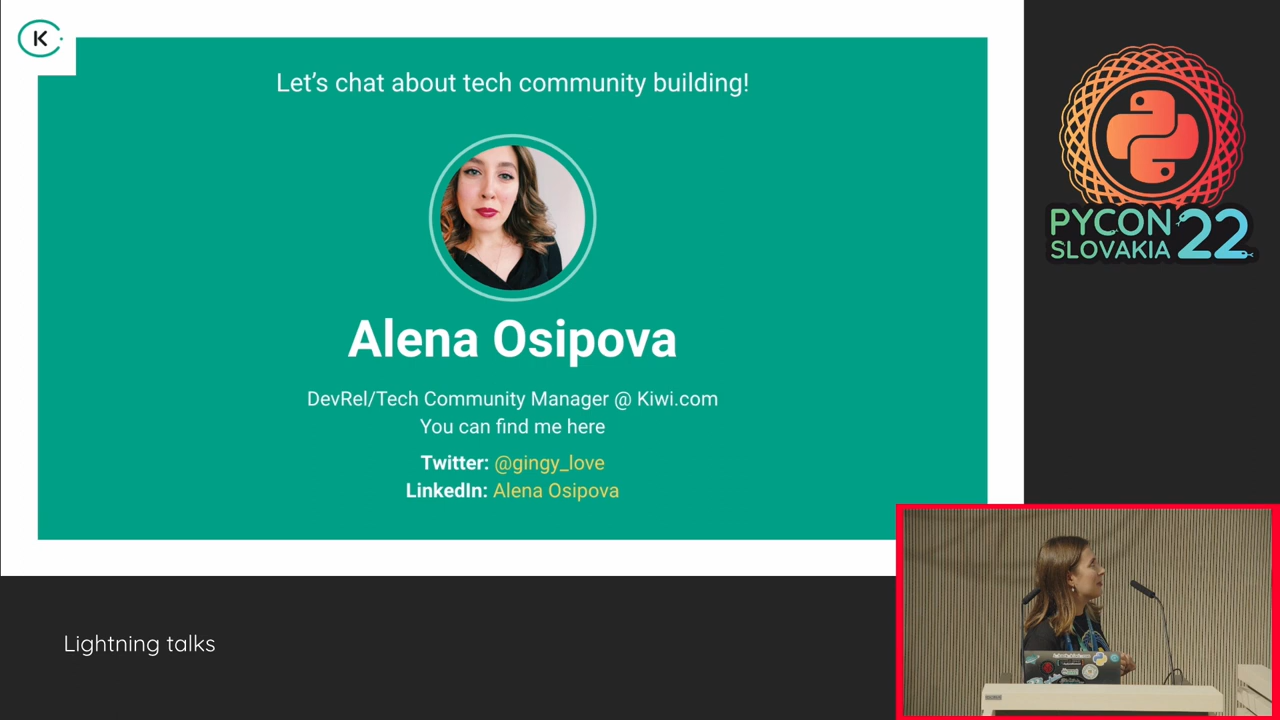 K
Let's chat about tech community building!
Alena Osipova
DevRel/Tech Community Manager @ Kiwi.com
You can find me here
Twitter: @gingy_love
LinkedIn: Alena Osipova
PYCON
SLOVAKIA 22
Lightning talks